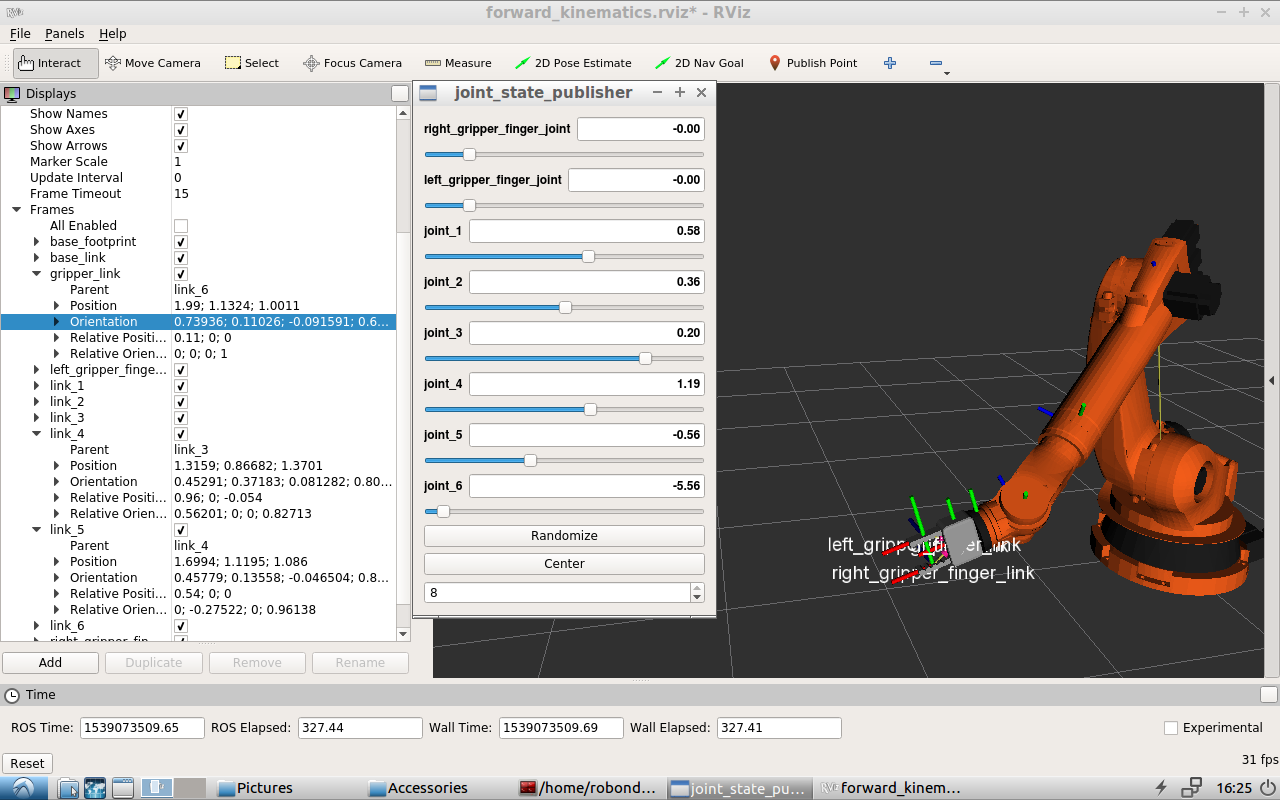 forward_kinematics.rviz* - RViz
File Panels Help
Interact Move Camera Select Focus Camera Measure 2D Pose Estimate 2D Nav Goal Publish Point
Displays
Show Names
Show Axes
Show Arrows
Marker Scale 1
Update Interval 0
Frame Timeout 15
Frames
All Enabled
base_footprint
base_link
gripper_link
Parent link_6
Position 1.99; 1.1324; 1.0011
Orientation 0.73936; 0.11026; -0.091591; 0.6...
Relative Positi... 0.11; 0; 0
Relative Orien... 0; 0; 0; 1
left_gripper_finge...
link_1
link_2
link_3
link_4
Parent link_3
Position 1.3159; 0.86682; 1.3701
Orientation 0.45291; 0.37183; 0.081282; 0.80...
Relative Positi... 0.96; 0; -0.054
Relative Orien... 0.56201; 0; 0; 0.82713
link_5
Parent link_4
Position 1.6994; 1.1195; 1.086
Orientation 0.45779; 0.13558; -0.046504; 0.8...
Relative Positi... 0.54; 0; 0
Relative Orien... 0; -0.27522; 0; 0.96138
link_6
Add Duplicate Remove Rename
joint_state_publisher
right_gripper_finger_joint -0.00
left_gripper_finger_joint -0.00
joint_1 0.58
joint_2 0.36
joint_3 0.20
joint_4 1.19
joint_5 -0.56
joint_6 -5.56
Randomize
Center
8
left_gripper_finger_link
right_gripper_finger_link
Time
ROS Time: 1539073509.65 ROS Elapsed: 327.44 Wall Time: 1539073509.69 Wall Elapsed: 327.41 Experimental
Reset 31 fps
Pictures Accessories /home/robond... joint_state_pu... forward_kinem... 16:25